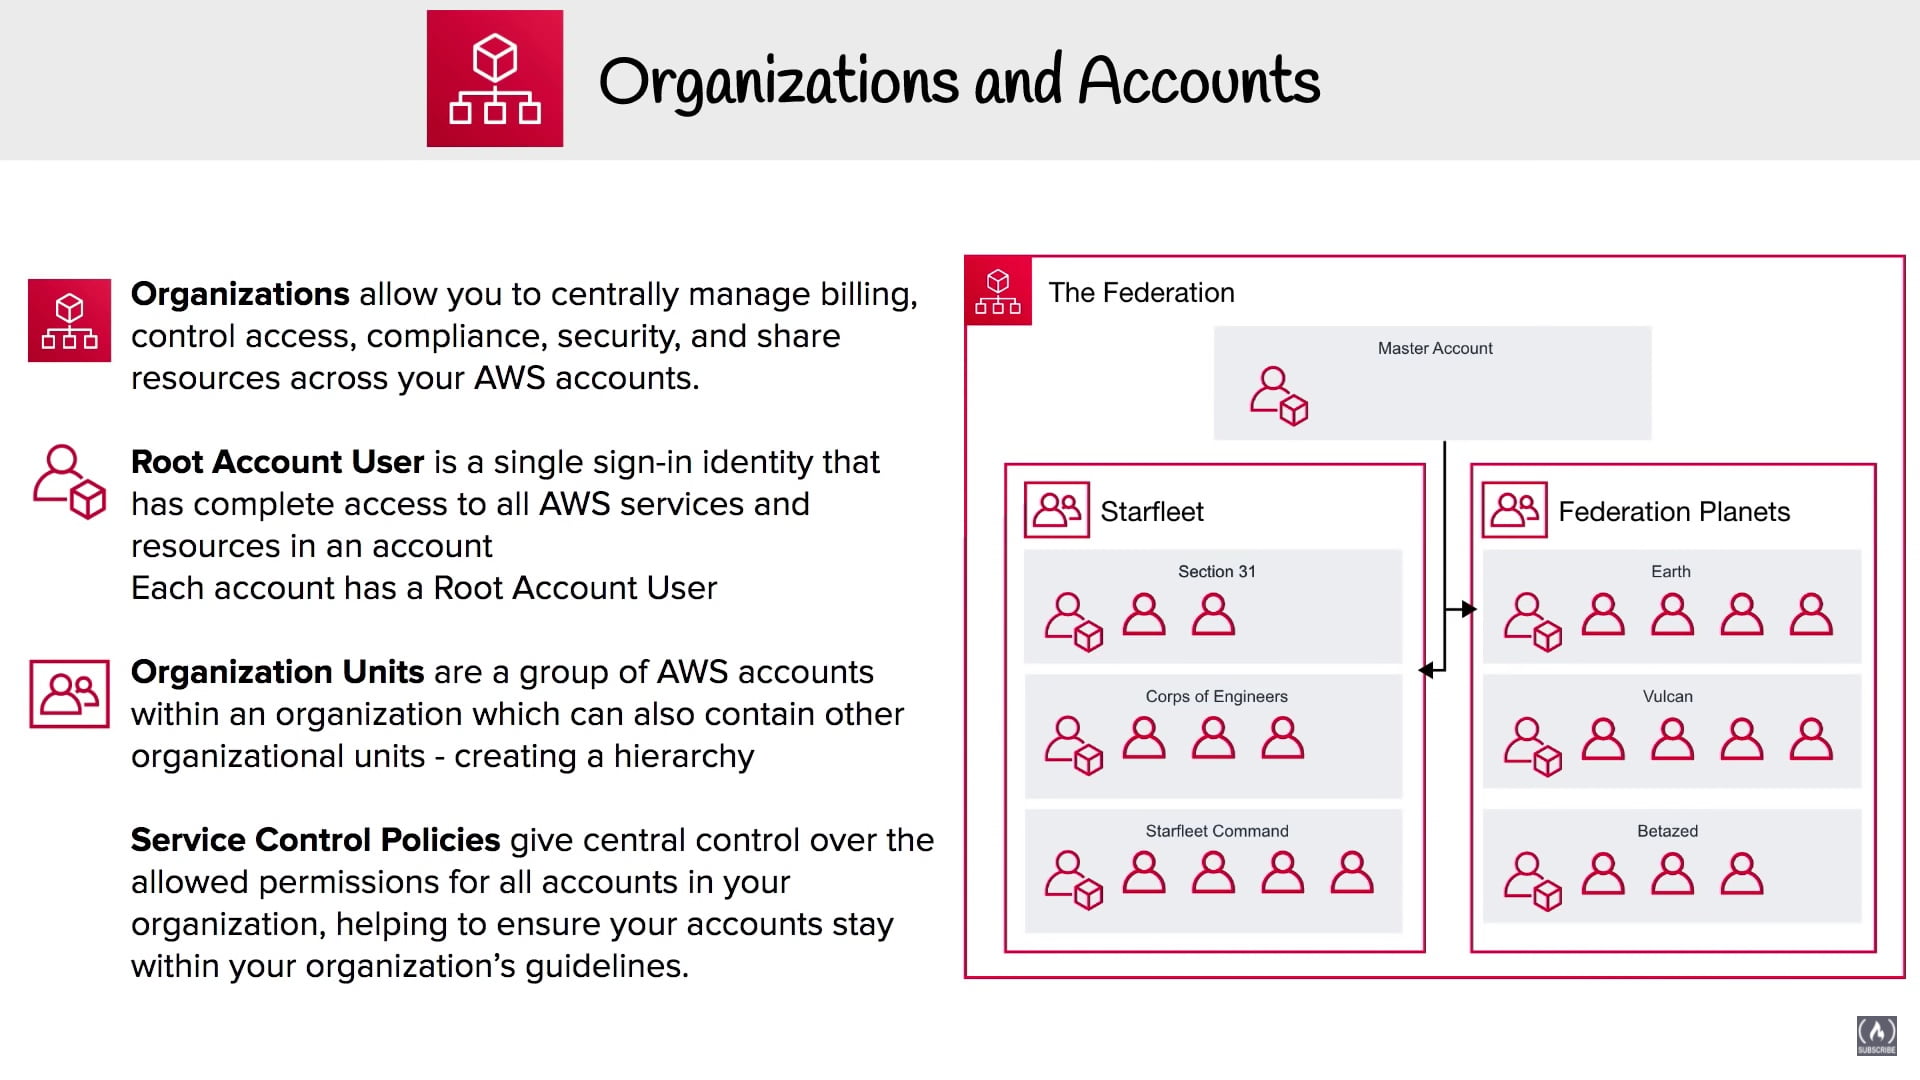 Organizations and Accounts
Organizations allow you to centrally manage billing,
control access, compliance, security, and share
resources across your AWS accounts.
Root Account User is a single sign-in identity that
has complete access to all AWS services and
resources in an account
Each account has a Root Account User
Organization Units are a group of AWS accounts
within an organization which can also contain other
organizational units - creating a hierarchy
Service Control Policies give central control over the
allowed permissions for all accounts in your
organization, helping to ensure your accounts stay
within your organization’s guidelines.
The Federation
Master Account
Starfleet
Section 31
Corps of Engineers
Starfleet Command
Federation Planets
Earth
Vulcan
Betazed
SUBSCRIBE